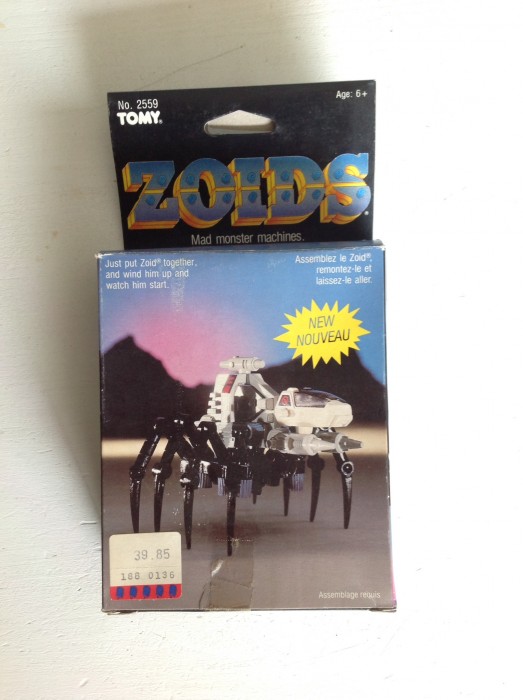 No. 2559
Age: 6+
TOMY®
ZOIDS®
Mad monster machines.
Just put Zoid® together,
and wind him up and
watch him start.
Assemblez le Zoid®,
remontez-le et
laissez-le aller.
NEW
NOUVEAU
39.85
188 0136
Assemblage requis